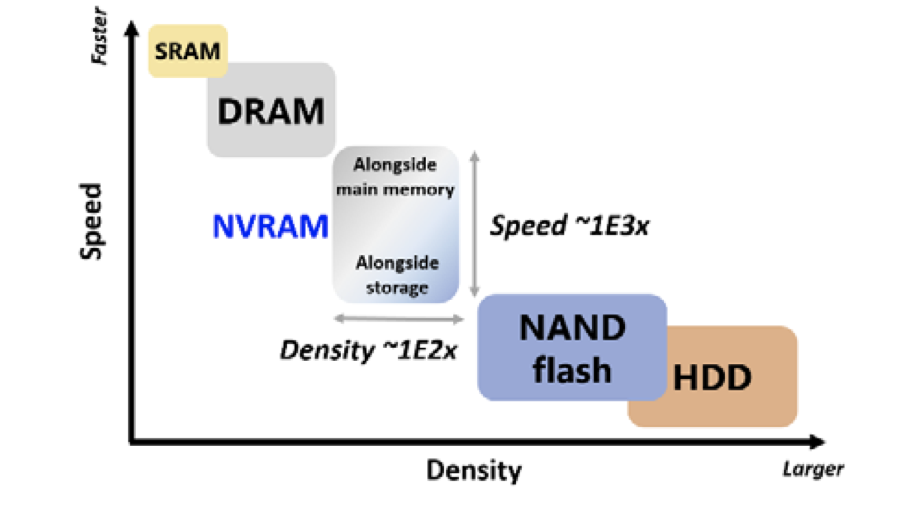 Faster
SRAM
DRAM
Alongside
main memory
NVRAM
Speed ~1E3x
Speed
Alongside
storage
Density ~1E2x
NAND
flash
HDD
Density
Larger